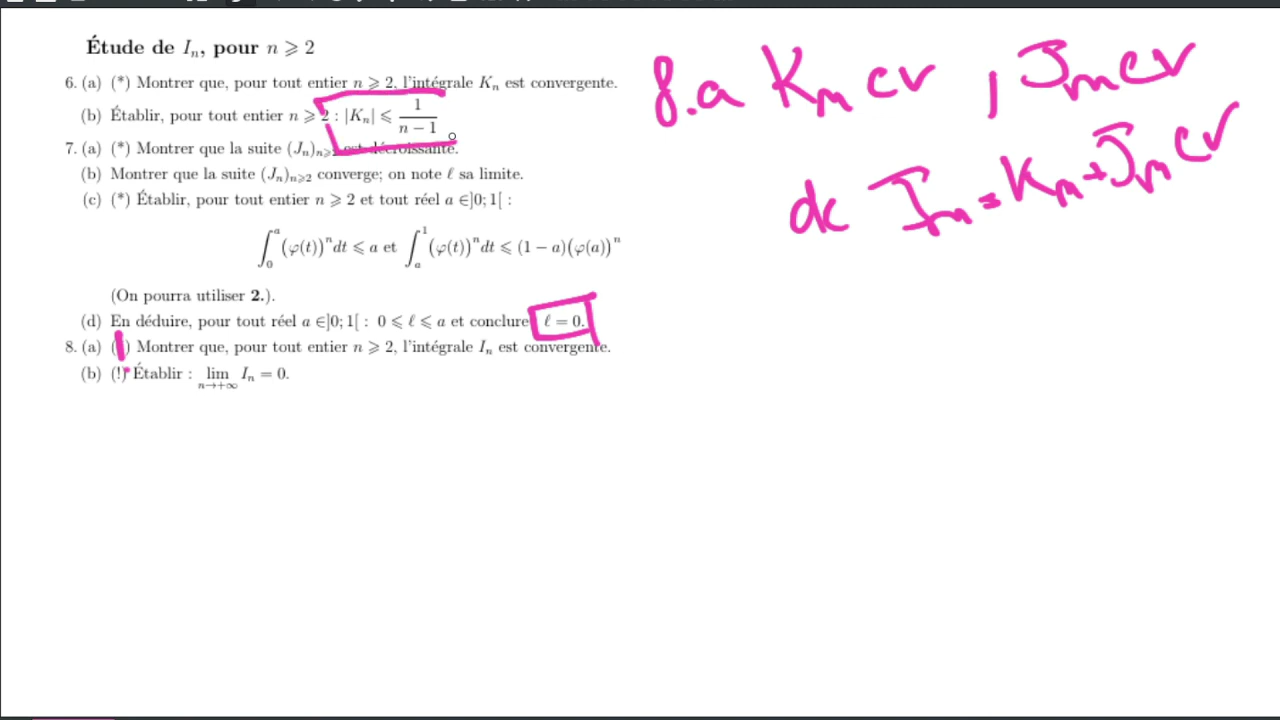 Étude de Iₙ, pour n ⩾ 2
6. (a) (*) Montrer que, pour tout entier n ⩾ 2, l'intégrale Kₙ est convergente.
(b) Établir, pour tout entier n ⩾ 2 : |Kₙ| ⩽ 1/(n − 1)
7. (a) (*) Montrer que la suite (Jₙ)ₙ⩾₂ est décroissante.
(b) Montrer que la suite (Jₙ)ₙ⩾₂ converge; on note ℓ sa limite.
(c) (*) Établir, pour tout entier n ⩾ 2 et tout réel a ∈]0; 1[ :
∫₀ᵃ (φ(t))ⁿdt ⩽ a et ∫ₐ¹ (φ(t))ⁿdt ⩽ (1 − a)(φ(a))ⁿ
(On pourra utiliser 2.).
(d) En déduire, pour tout réel a ∈]0; 1[ : 0 ⩽ ℓ ⩽ a et conclure ℓ = 0.
8. (a) ( ) Montrer que, pour tout entier n ⩾ 2, l'intégrale Iₙ est convergente.
(b) (!) Établir : lim n→+∞ Iₙ = 0.
8.a Kₙ cv , Jₙ cv
dc Iₙ = Kₙ + Jₙ cv